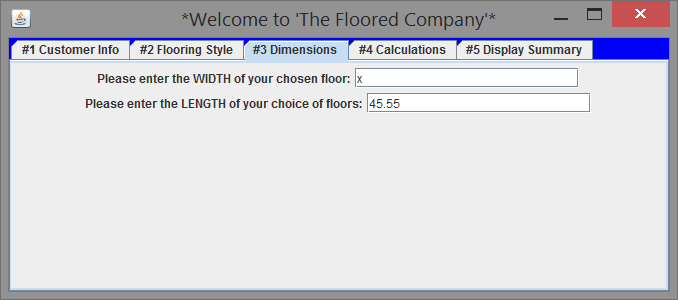 *Welcome to 'The Floored Company'*
#1 Customer Info #2 Flooring Style #3 Dimensions #4 Calculations #5 Display Summary
Please enter the WIDTH of your chosen floor: x
Please enter the LENGTH of your choice of floors: 45.55